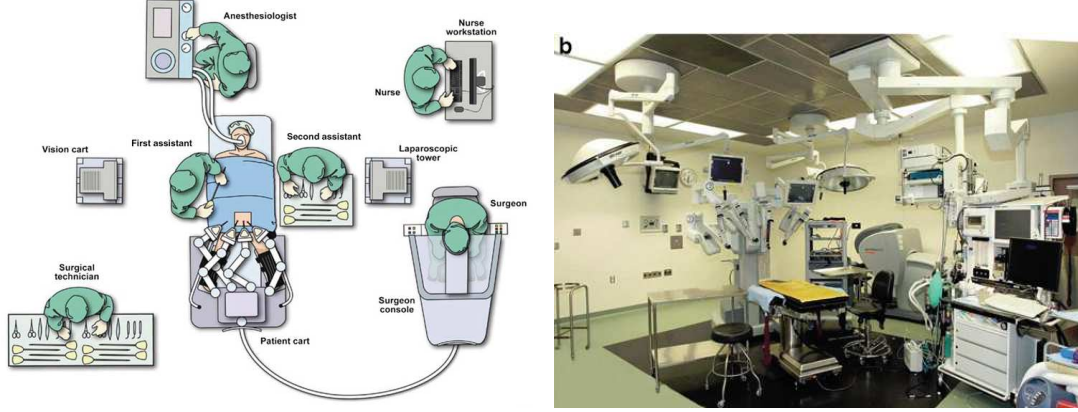 Anesthesiologist
Nurse
workstation
Nurse
First assistant
Second assistant
Vision cart
Laparoscopic
tower
Surgeon
Surgical
technician
Surgeon
console
Patient cart
b